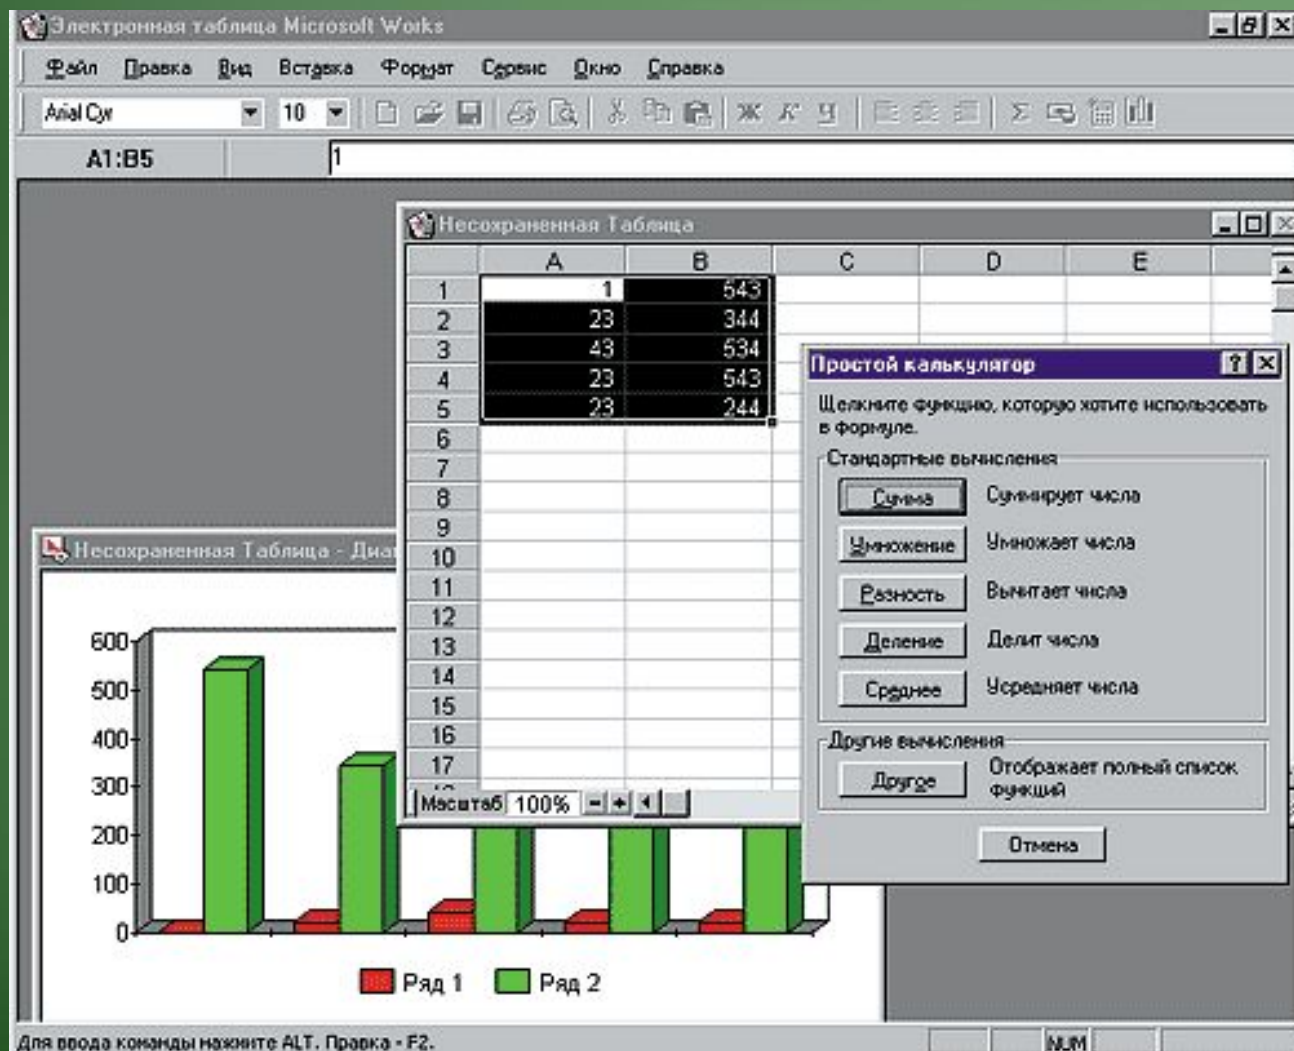 Электронная таблица Microsoft Works
Файл Правка Вид Вставка Формат Сервис Окно Справка
Arial Cyr 10 Ж К Ч Σ
A1:B5 1
Несохраненная Таблица
A B C D E
1 1 543
2 23 344
3 43 534
4 23 543
5 23 244
6
7
8
9
10
11
12
13
14
15
16
17
Масштаб 100%
Простой калькулятор
Щелкните функцию, которую хотите использовать
в формуле.
Стандартные вычисления
Сумма Суммирует числа
Умножение Умножает числа
Разность Вычитает числа
Деление Делит числа
Среднее Усредняет числа
Другие вычисления
Другое Отображает полный список
функций
Отмена
Несохраненная Таблица - Диаг
600
500
400
300
200
100
0
Ряд 1 Ряд 2
Для ввода команды нажмите ALT. Правка - F2. NUM